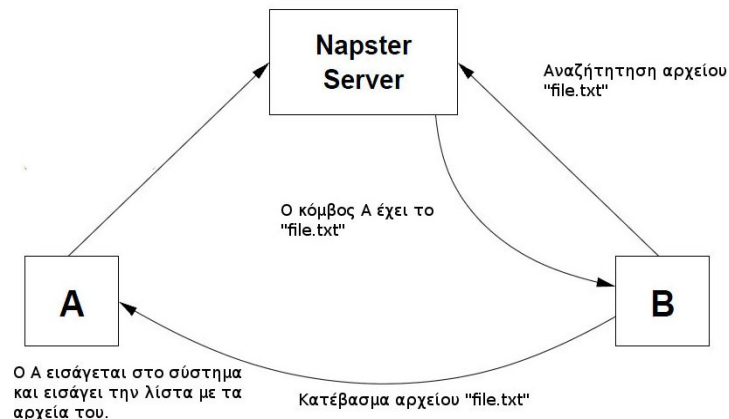 Napster
Server
Αναζήτητηση αρχείου
"file.txt"
Ο κόμβος Α έχει το
"file.txt"
A
B
Ο Α εισάγεται στο σύστημα
και εισάγει την λίστα με τα
αρχεία του.
Κατέβασμα αρχείου "file.txt"